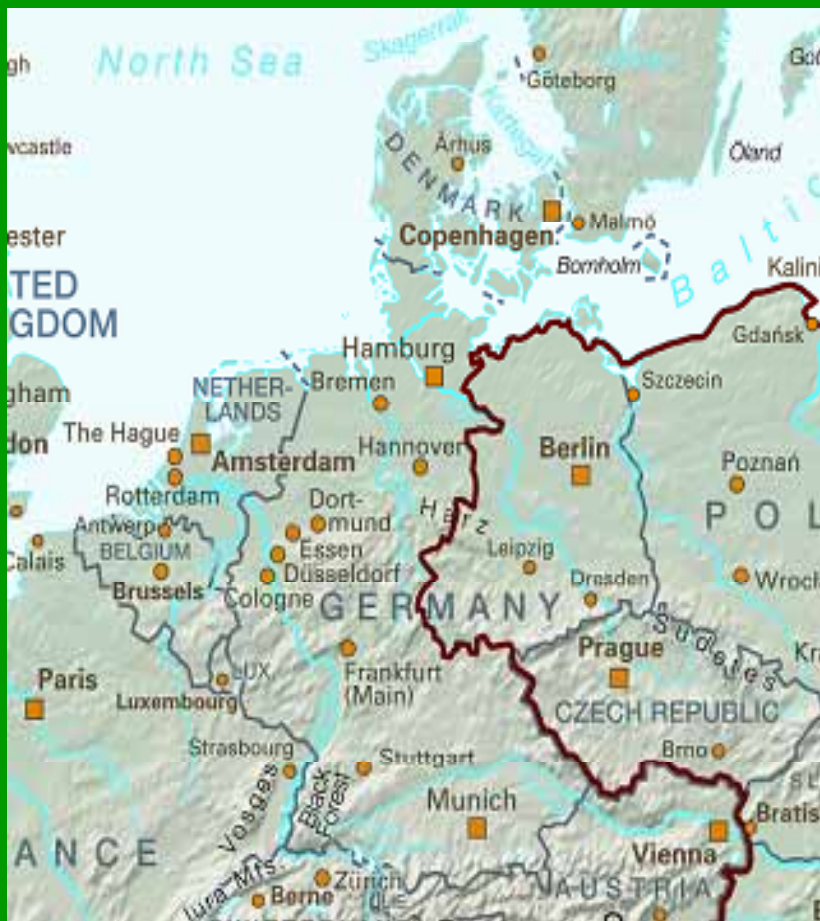 North Sea
Skagerrak
Göteborg
Kattegat
Öland
Århus
DENMARK
Malmö
Copenhagen
Bornholm
Baltic
Kalini
ATED
GDOM
gh
wcastle
ester
gham
don
Gdańsk
Hamburg
Szczecin
NETHER-
LANDS
Bremen
The Hague
Amsterdam
Hannover
Berlin
Poznań
Rotterdam
POL
Antwerp
BELGIUM
Dort-
mund
Harz
Calais
Essen
Leipzig
Düsseldorf
Brussels
Cologne
Dresden
Wrocł
GERMANY
Sudetes
Prague
Kra
Paris
LUX.
Frankfurt
(Main)
Luxembourg
CZECH REPUBLIC
Strasbourg
Stuttgart
Brno
Vosges
Black
Forest
Munich
Bratis
Vienna
ANCE
Jura Mts.
Zürich
Berne
AUSTRIA